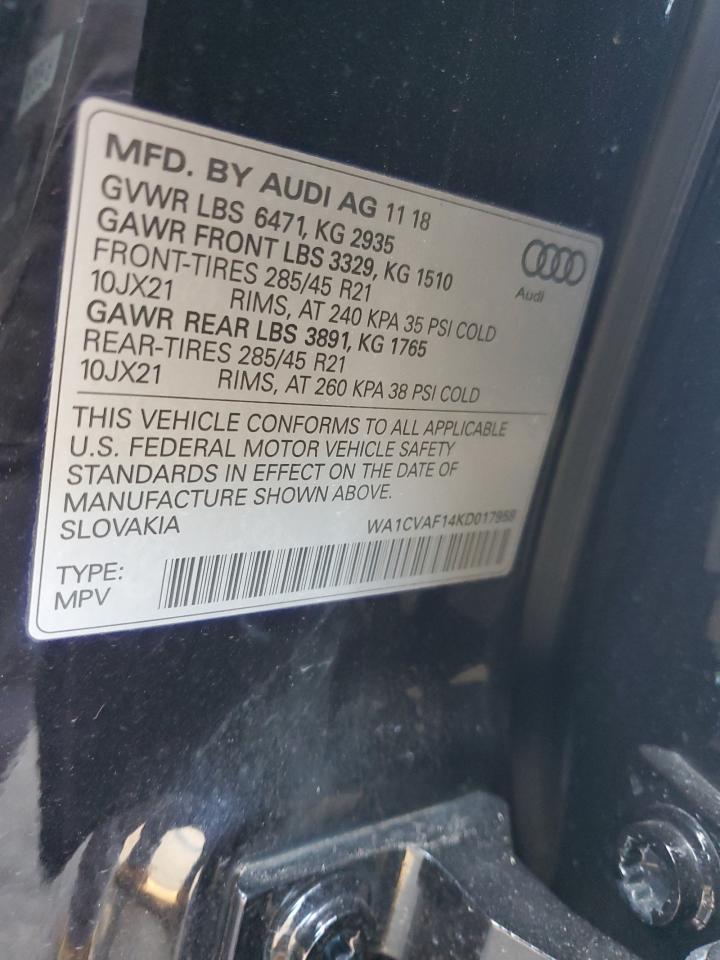 MFD. BY AUDI AG 11 18
GVWR LBS 6471, KG 2935
GAWR FRONT LBS 3329, KG 1510
FRONT-TIRES 285/45 R21
10JX21 RIMS, AT 240 KPA 35 PSI COLD
GAWR REAR LBS 3891, KG 1765
REAR-TIRES 285/45 R21
10JX21 RIMS, AT 260 KPA 38 PSI COLD
Audi
THIS VEHICLE CONFORMS TO ALL APPLICABLE
U.S. FEDERAL MOTOR VEHICLE SAFETY
STANDARDS IN EFFECT ON THE DATE OF
MANUFACTURE SHOWN ABOVE.
SLOVAKIA WA1CVAF14KD017959
TYPE:
MPV